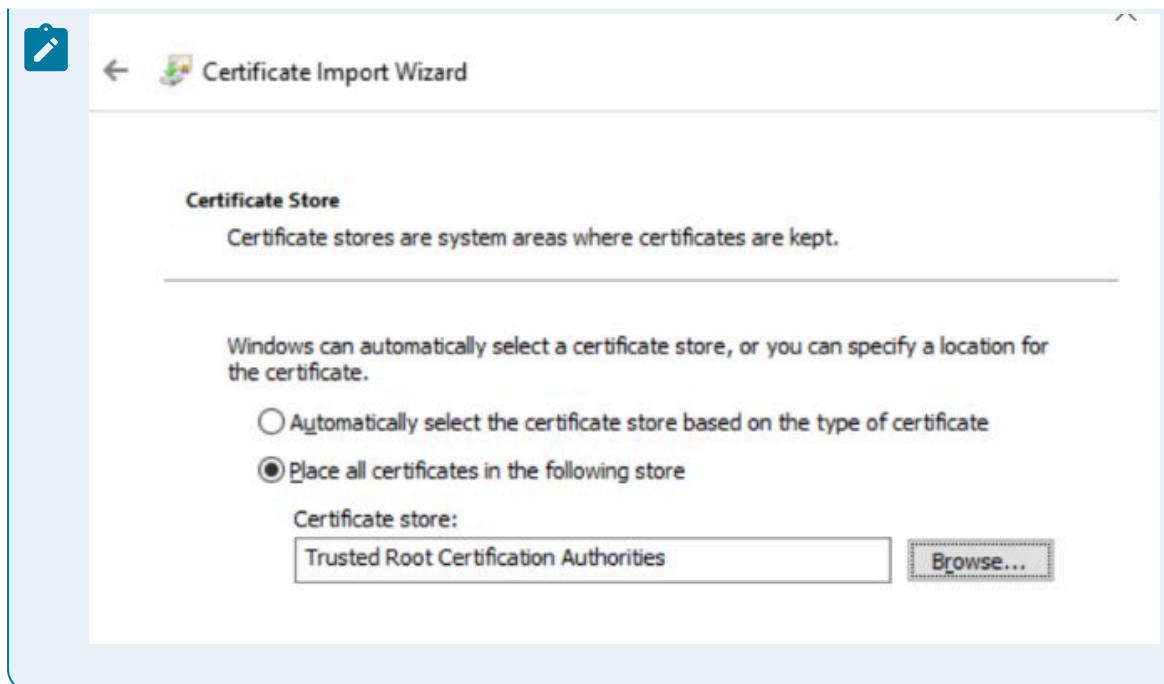 Certificate Import Wizard
Certificate Store
Certificate stores are system areas where certificates are kept.
Windows can automatically select a certificate store, or you can specify a location for
the certificate.
Automatically select the certificate store based on the type of certificate
Place all certificates in the following store
Certificate store:
Trusted Root Certification Authorities
Browse...